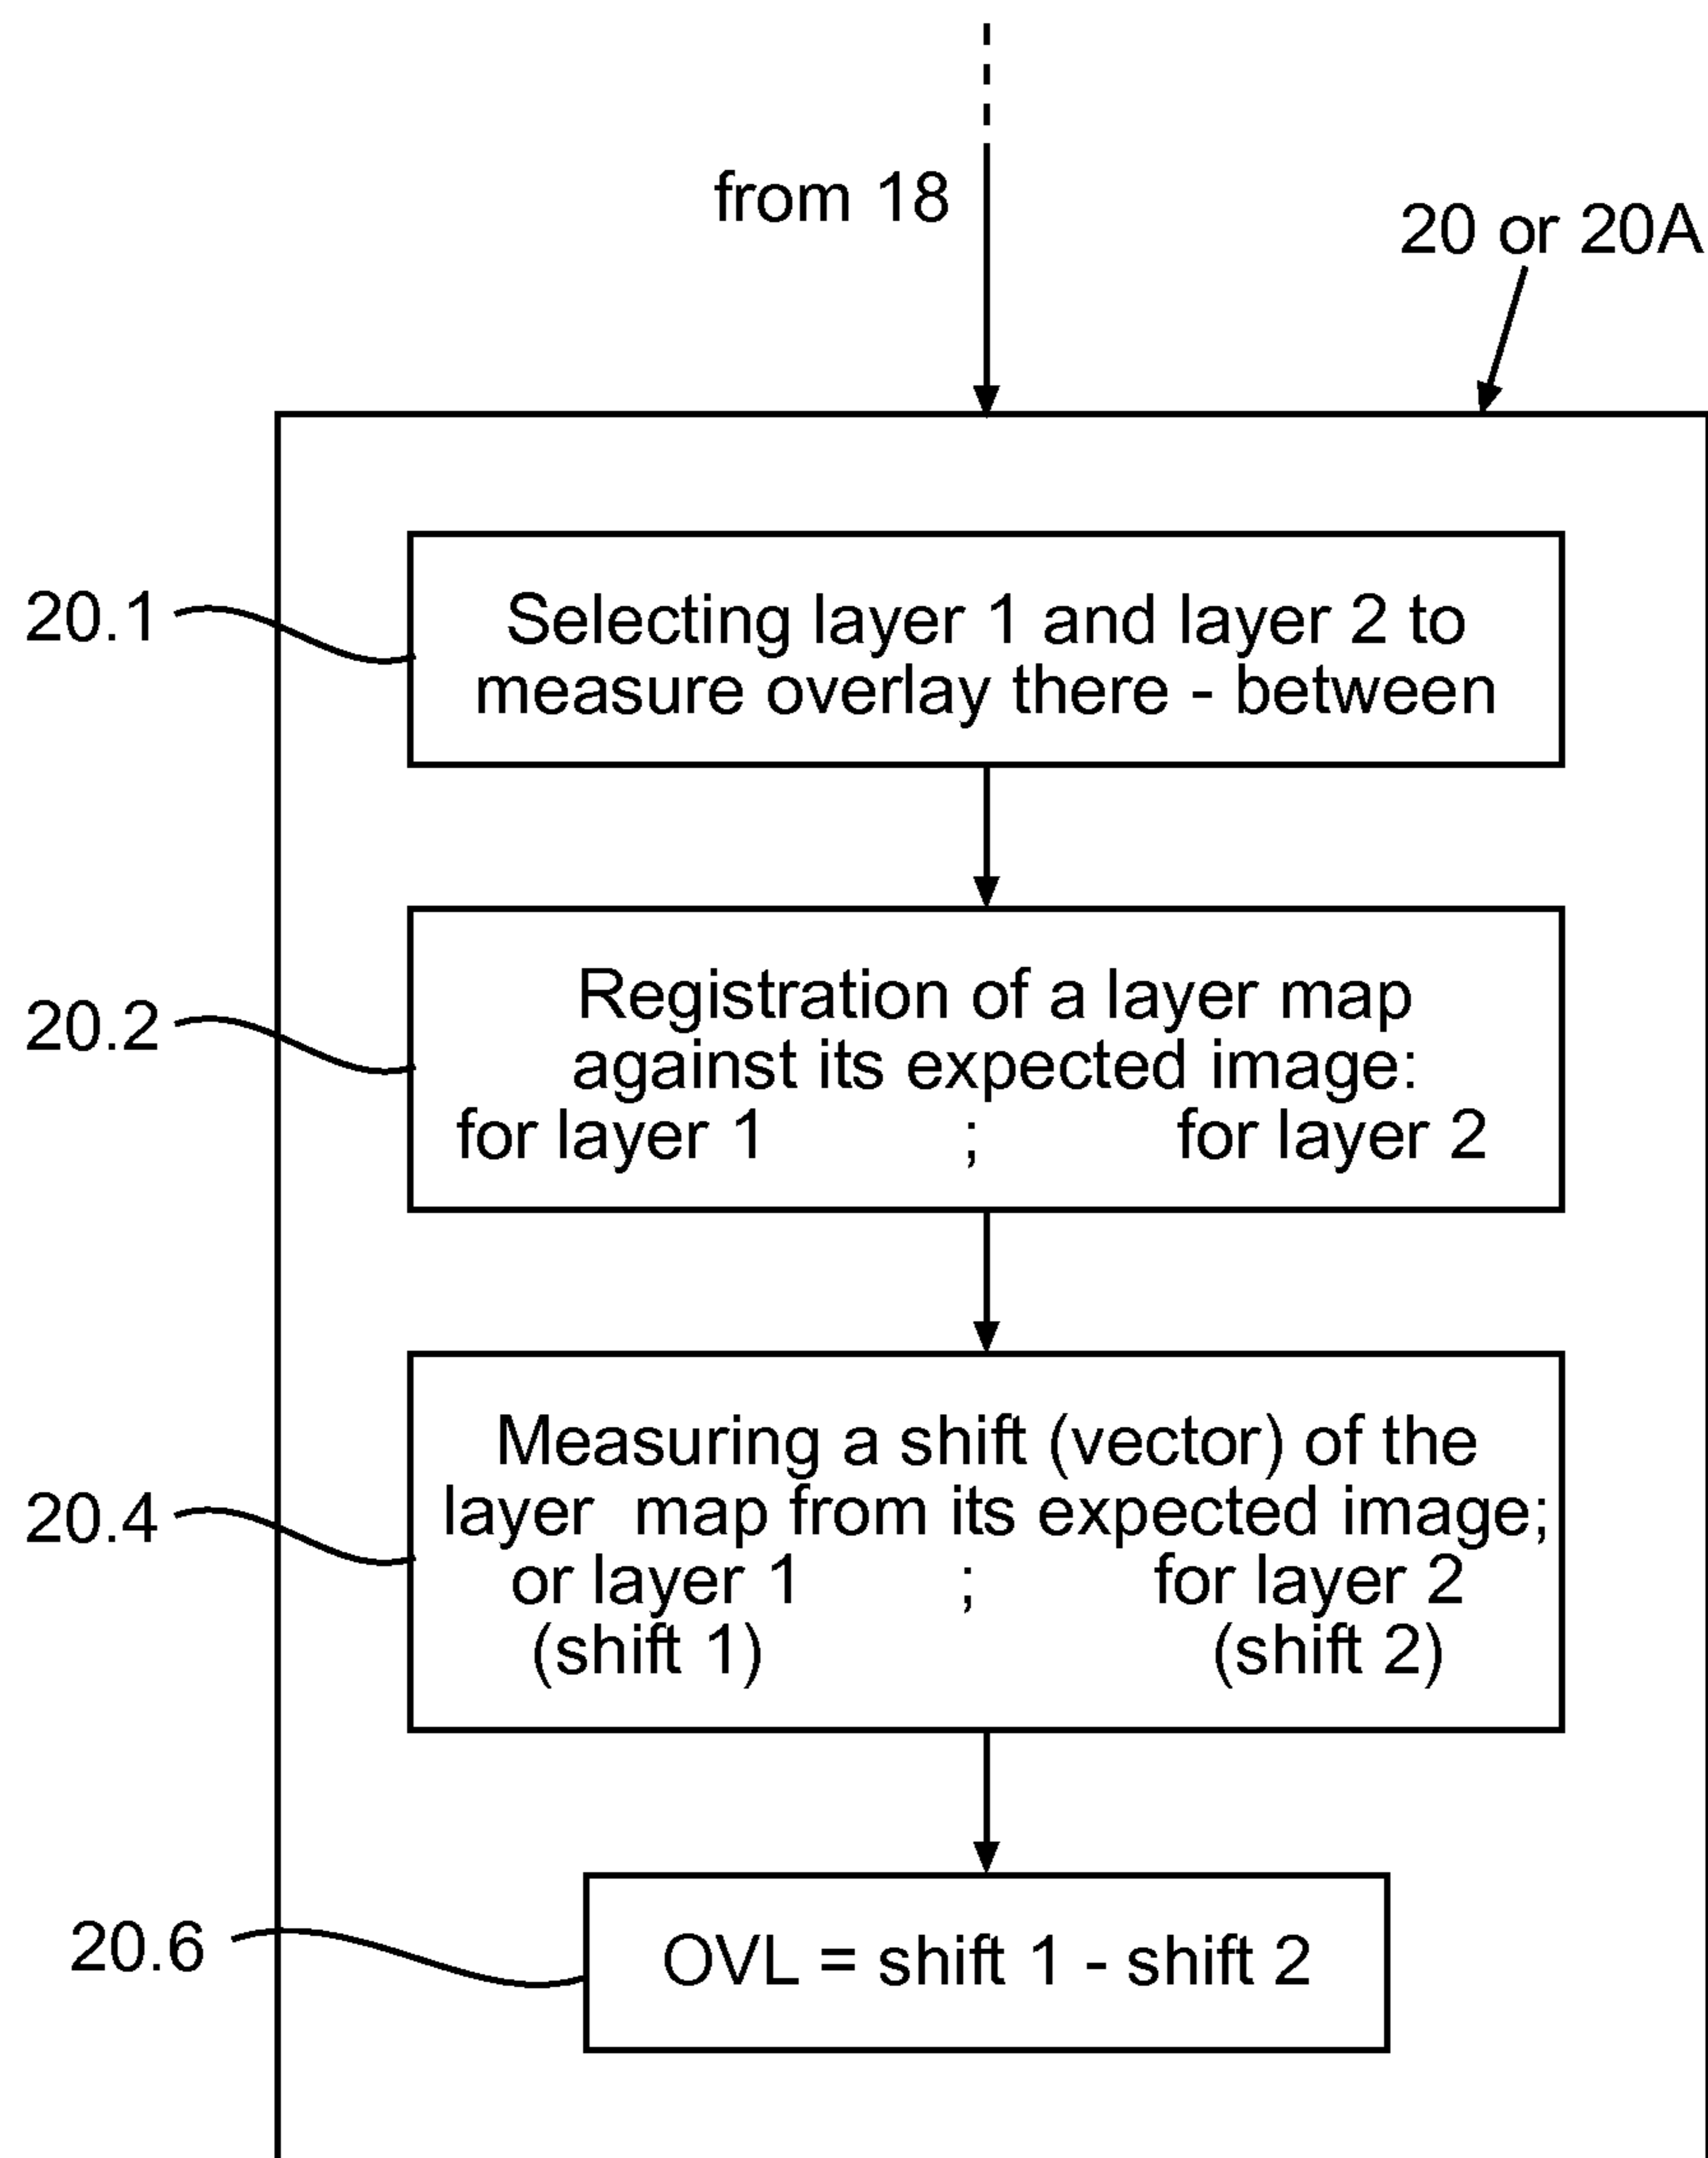 from 18
20 or 20A
20.1
Selecting layer 1 and layer 2 to
measure overlay there - between
20.2
Registration of a layer map
against its expected image:
for layer 1 ; for layer 2
20.4
Measuring a shift (vector) of the
layer map from its expected image;
or layer 1 ; for layer 2
(shift 1) (shift 2)
20.6
OVL = shift 1 - shift 2